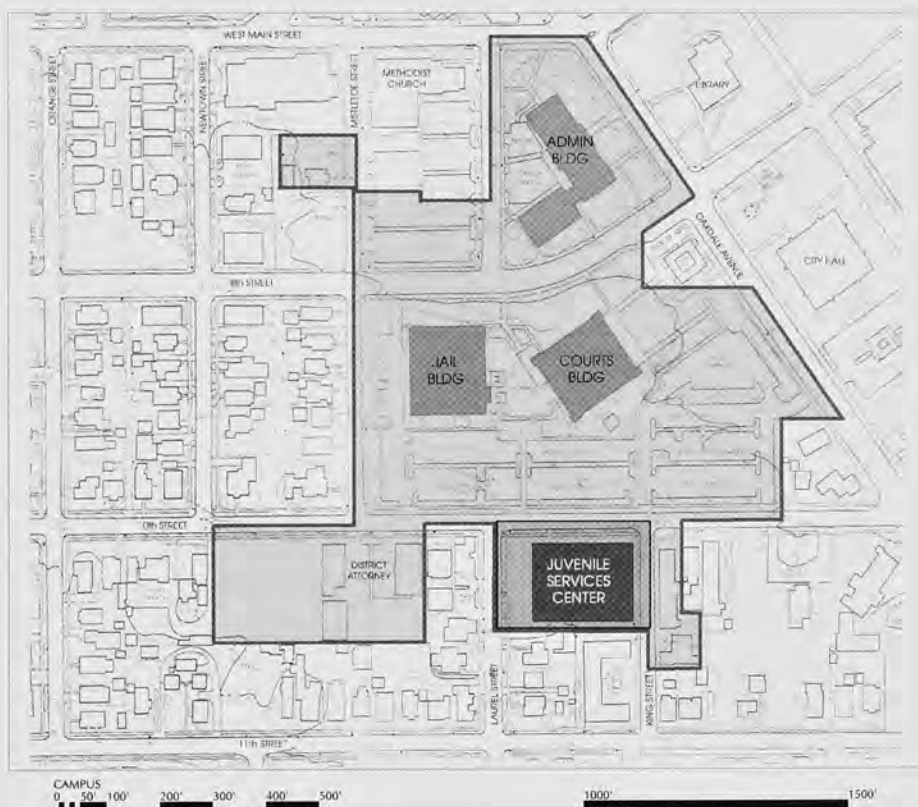 WEST MAIN STREET
ORANGE STREET
NEWTOWN STREET
MISTLETOE STREET
METHODIST
CHURCH
LIBRARY
ADMIN
BLDG
OAKDALE AVENUE
CITY HALL
8th STREET
JAIL
BLDG
COURTS
BLDG
DISTRICT
ATTORNEY
JUVENILE
SERVICES
CENTER
LAUREL STREET
KING STREET
11th STREET
CAMPUS
0 50' 100' 200' 300' 400' 500' 1000' 1500'